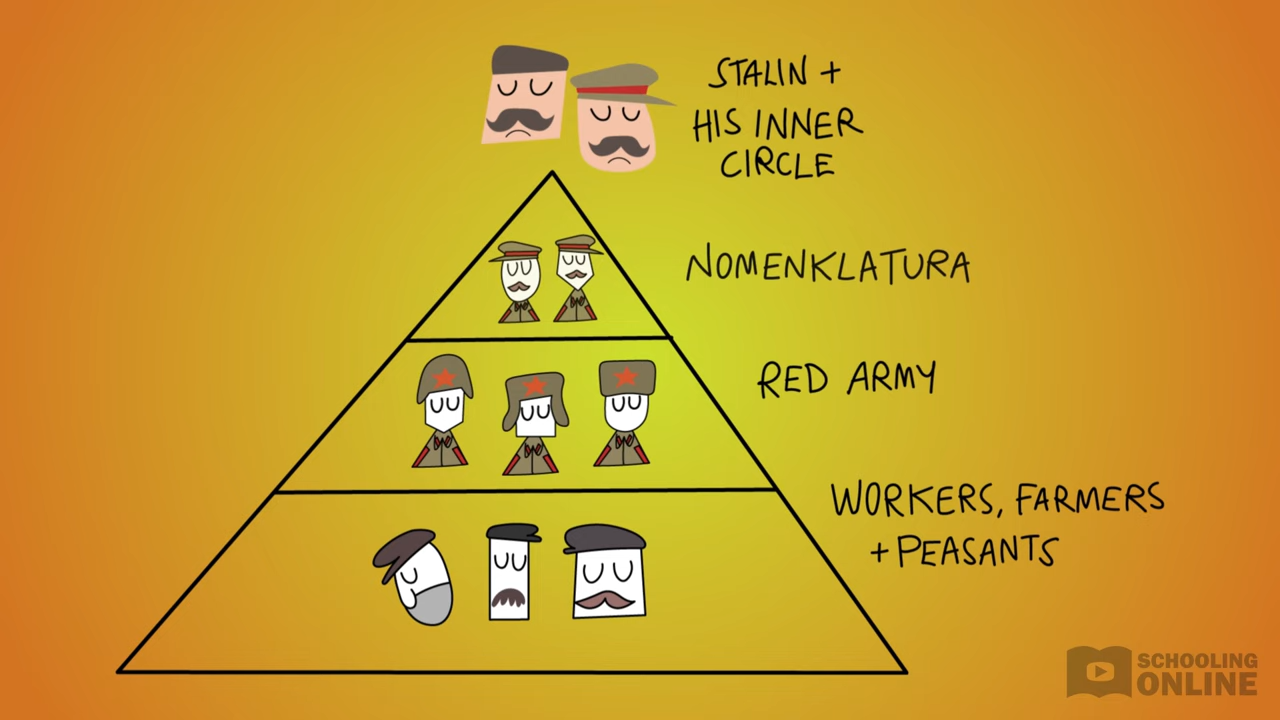 STALIN +
HIS INNER
CIRCLE
NOMENKLATURA
RED ARMY
WORKERS, FARMERS
+ PEASANTS
SCHOOLING
ONLINE